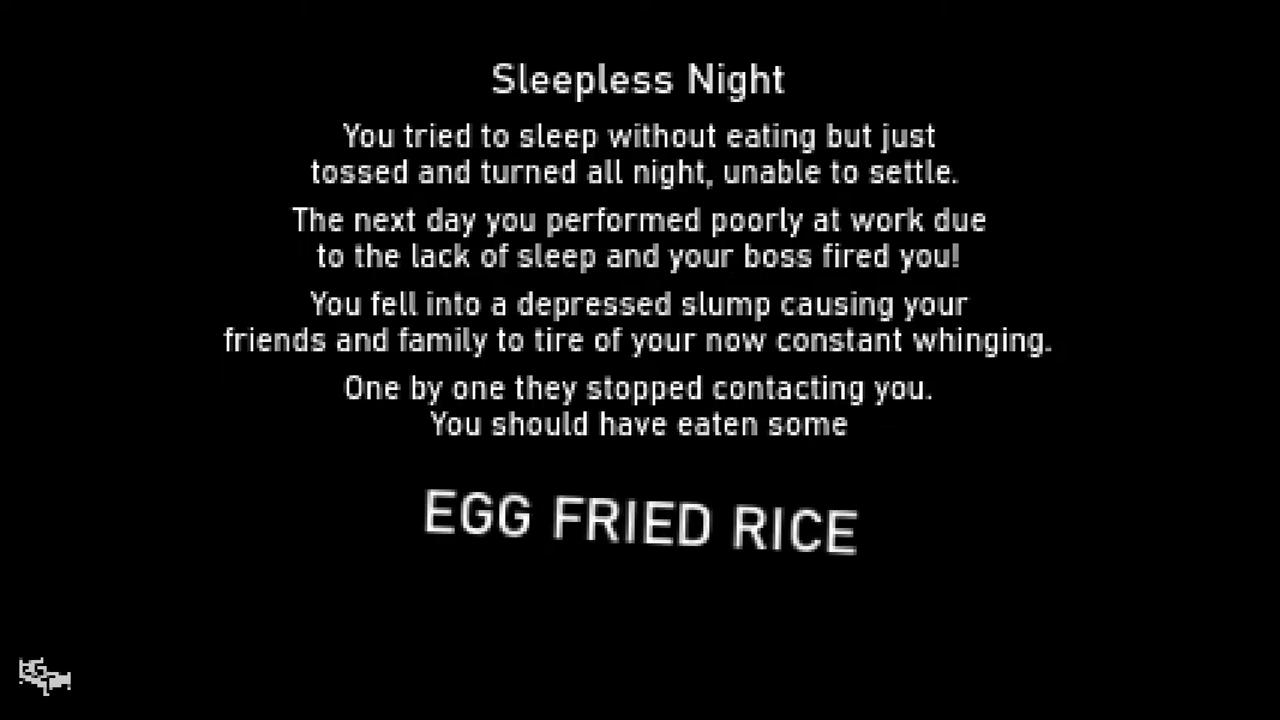 Sleepless Night
You tried to sleep without eating but just
tossed and turned all night, unable to settle.
The next day you performed poorly at work due
to the lack of sleep and your boss fired you!
You fell into a depressed slump causing your
friends and family to tire of your now constant whinging.
One by one they stopped contacting you.
You should have eaten some
EGG FRIED RICE